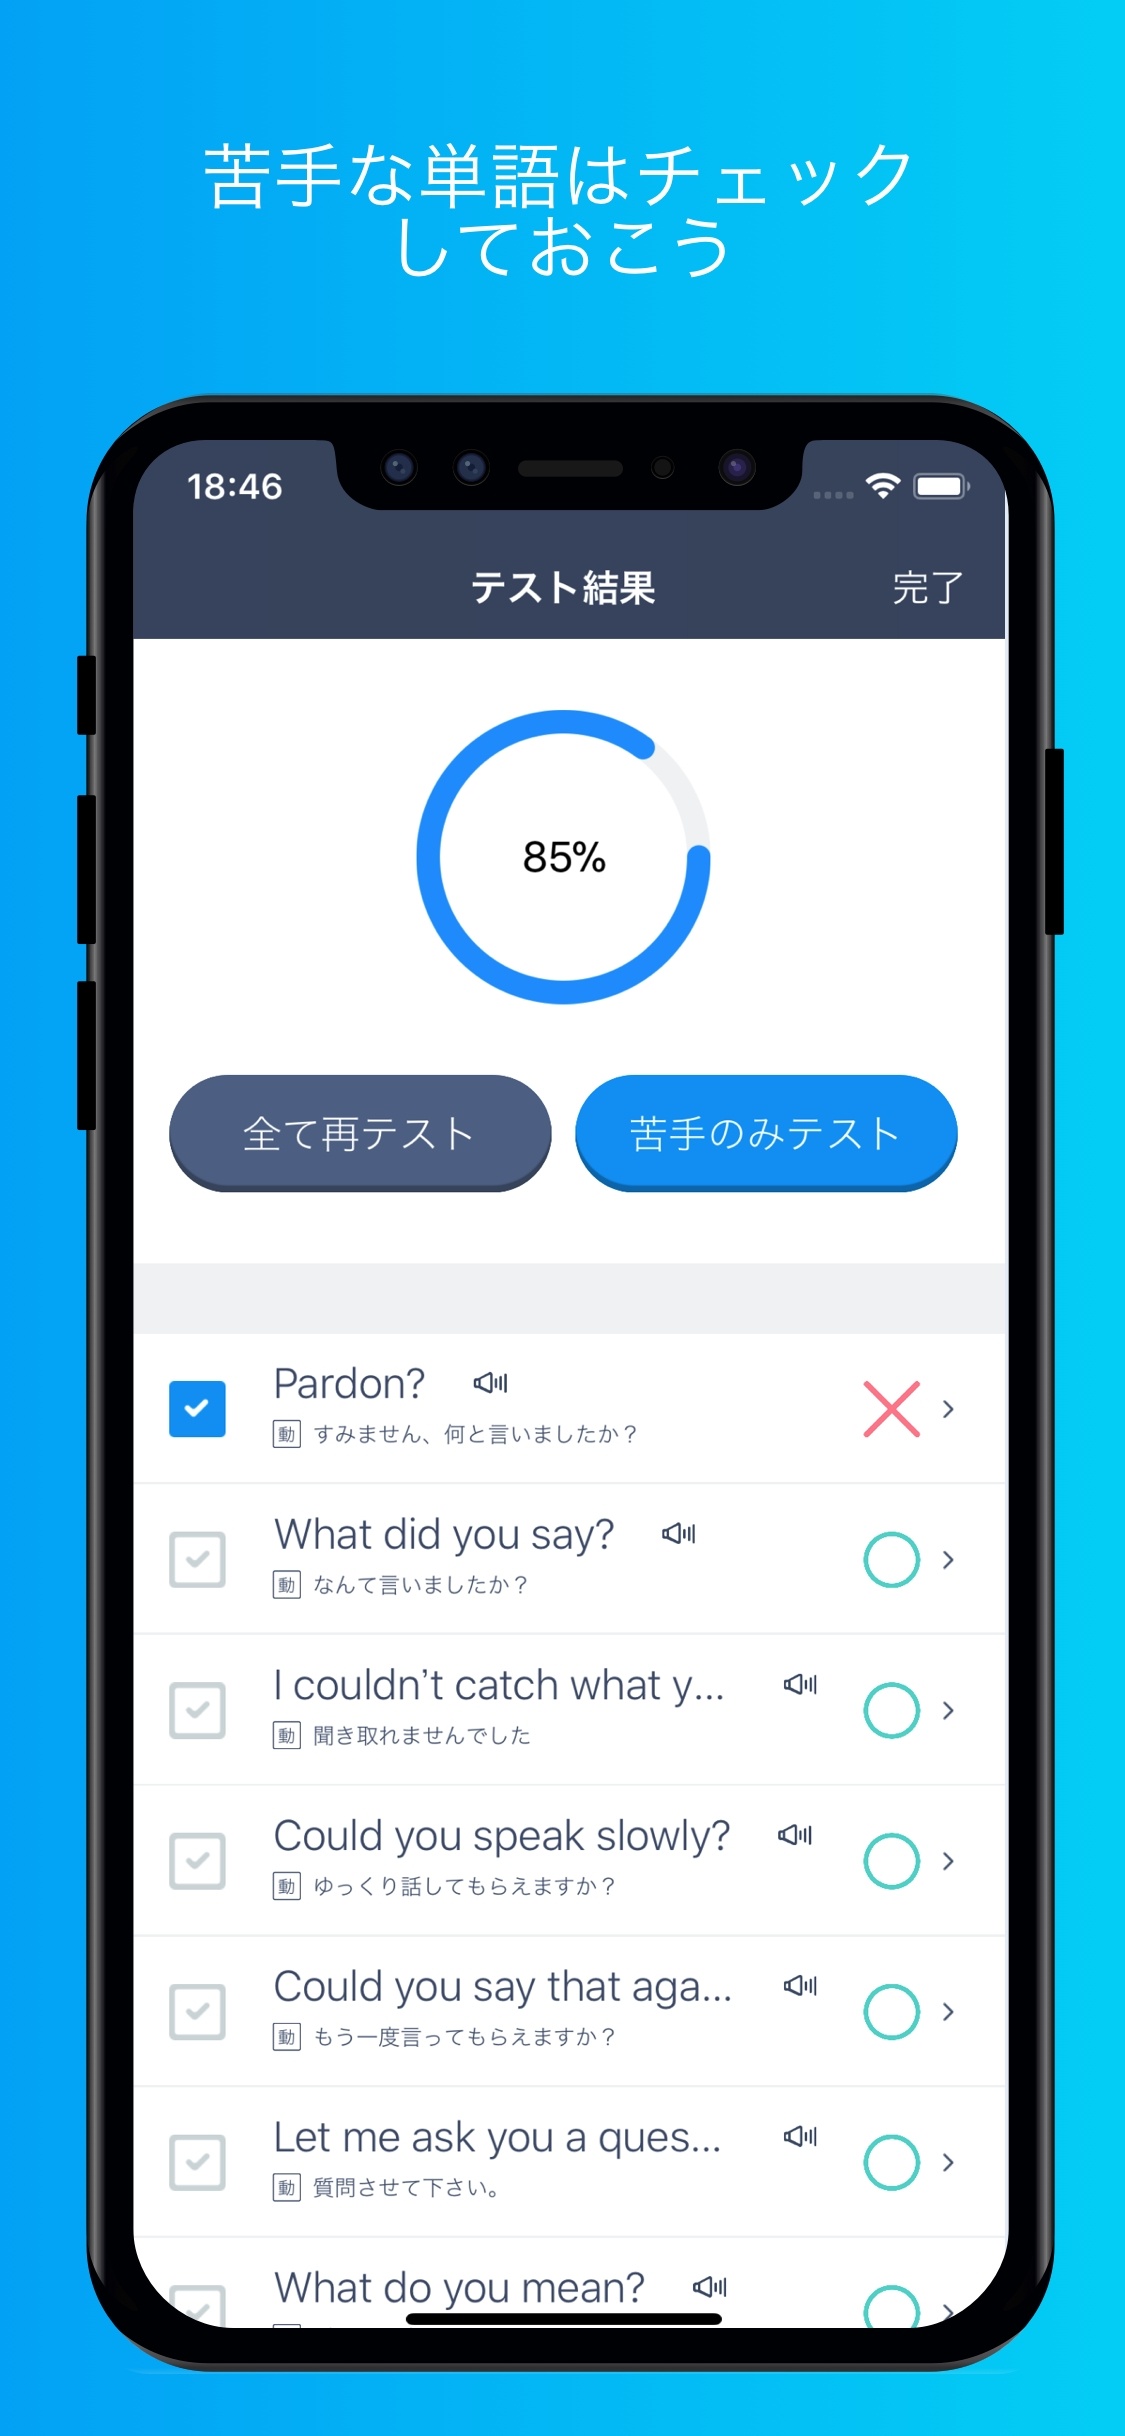 苦手な単語はチェック
しておこう
18:46
テスト結果
完了
85%
全て再テスト
苦手のみテスト
Pardon?
動 すみません、何と言いましたか？
What did you say?
動 なんて言いましたか？
I couldn’t catch what y...
動 聞き取れませんでした
Could you speak slowly?
動 ゆっくり話してもらえますか？
Could you say that aga...
動 もう一度言ってもらえますか？
Let me ask you a ques...
動 質問させて下さい。
What do you mean?